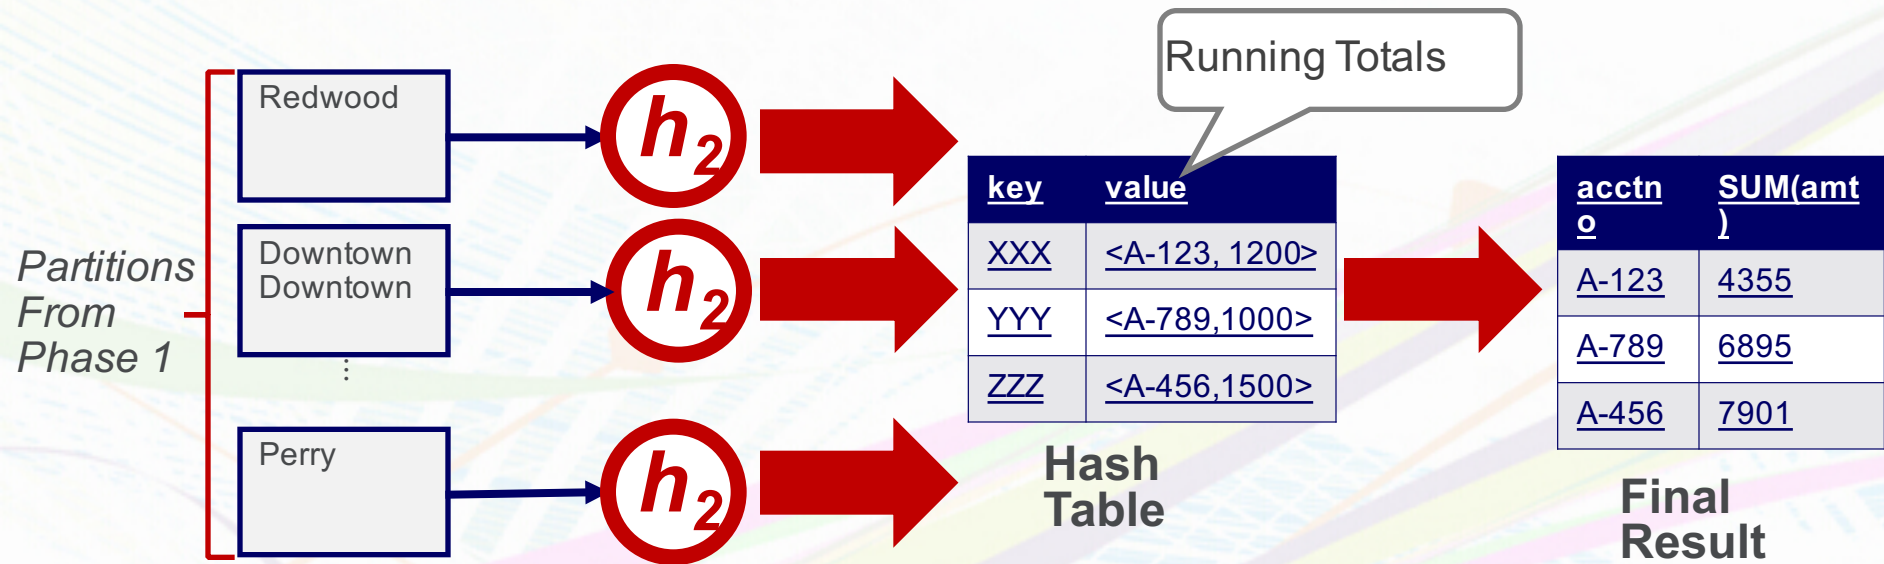 Running Totals
Partitions
From
Phase 1
Redwood
Downtown
Downtown
⋮
Perry
h2
h2
h2
key value
XXX <A-123, 1200>
YYY <A-789,1000>
ZZZ <A-456,1500>
Hash
Table
acctn
o
SUM(amt
)
A-123 4355
A-789 6895
A-456 7901
Final
Result